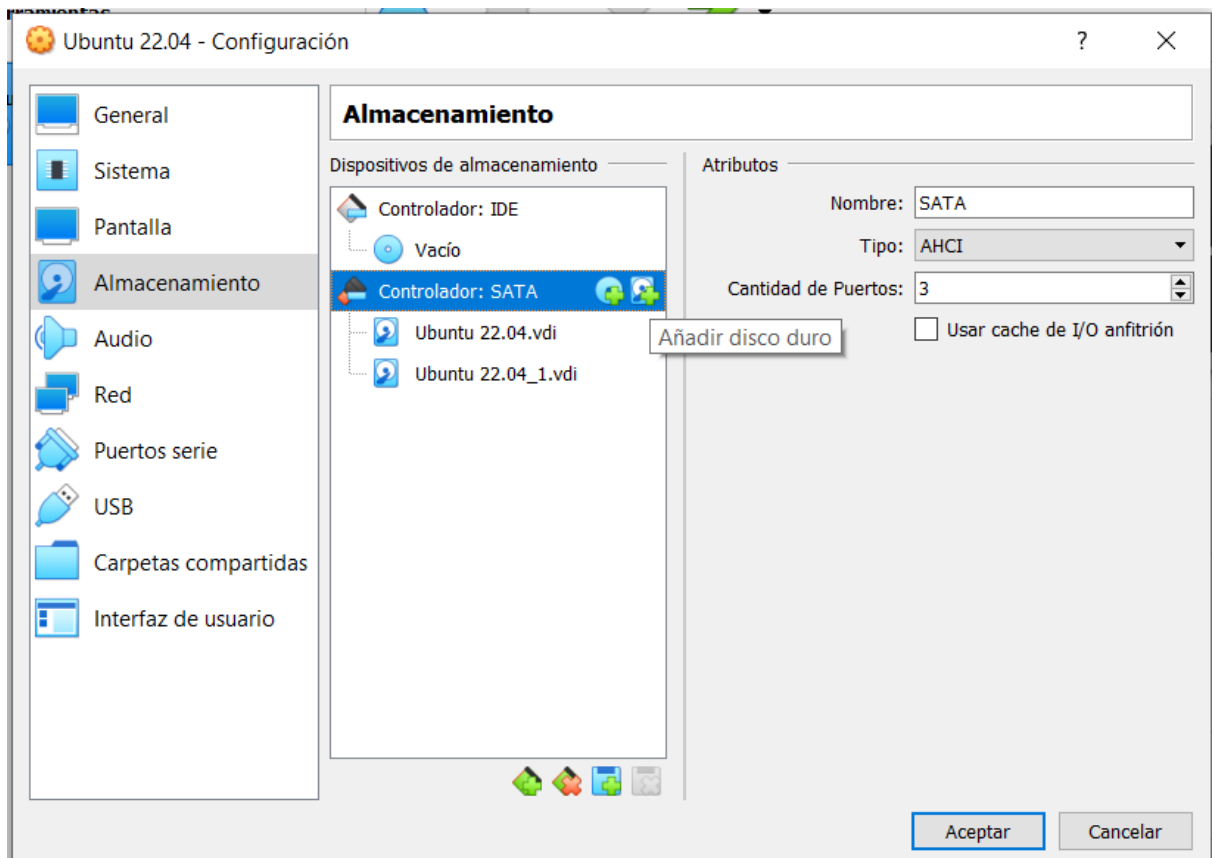 rramientas
Ubuntu 22.04 - Configuración
?
General
Sistema
Pantalla
Almacenamiento
Audio
Red
Puertos serie
USB
Carpetas compartidas
Interfaz de usuario
Almacenamiento
Dispositivos de almacenamiento
Controlador: IDE
Vacío
Controlador: SATA
Ubuntu 22.04.vdi
Ubuntu 22.04_1.vdi
Añadir disco duro
Atributos
Nombre: SATA
Tipo: AHCI
Cantidad de Puertos: 3
Usar cache de I/O anfitrión
Aceptar
Cancelar